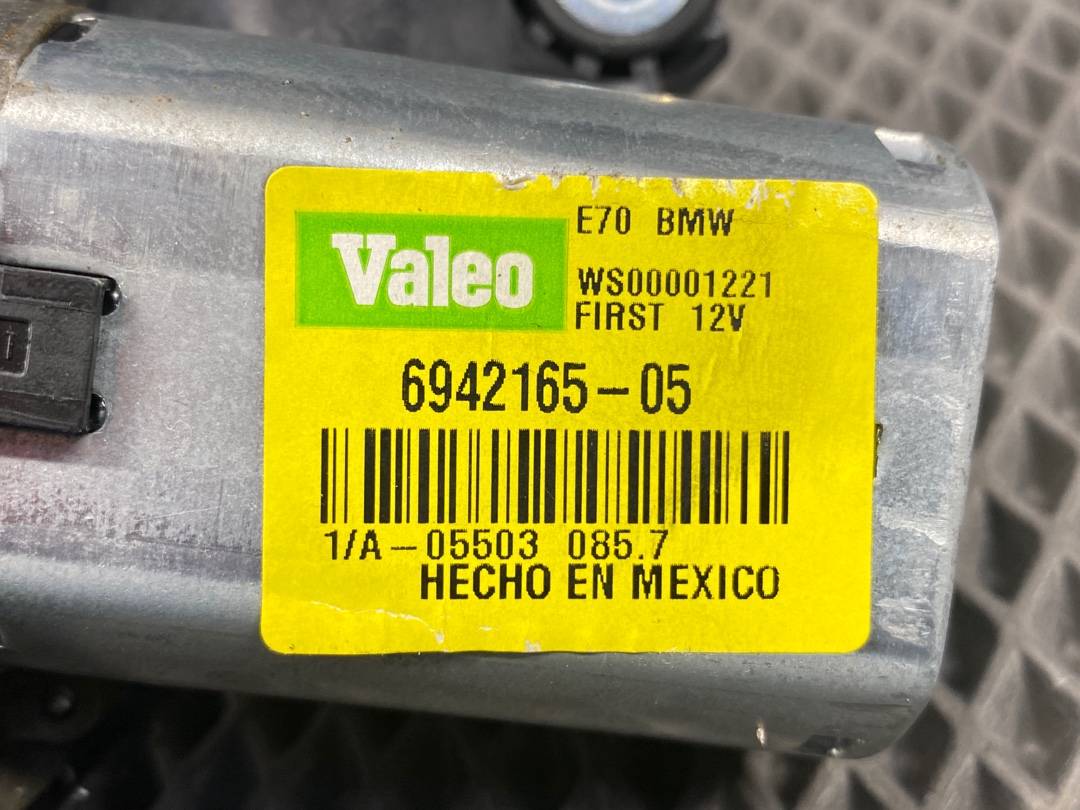 Valeo
E70 BMW
WS00001221
FIRST 12V
6942165-05
1/A-05503 085.7
HECHO EN MEXICO